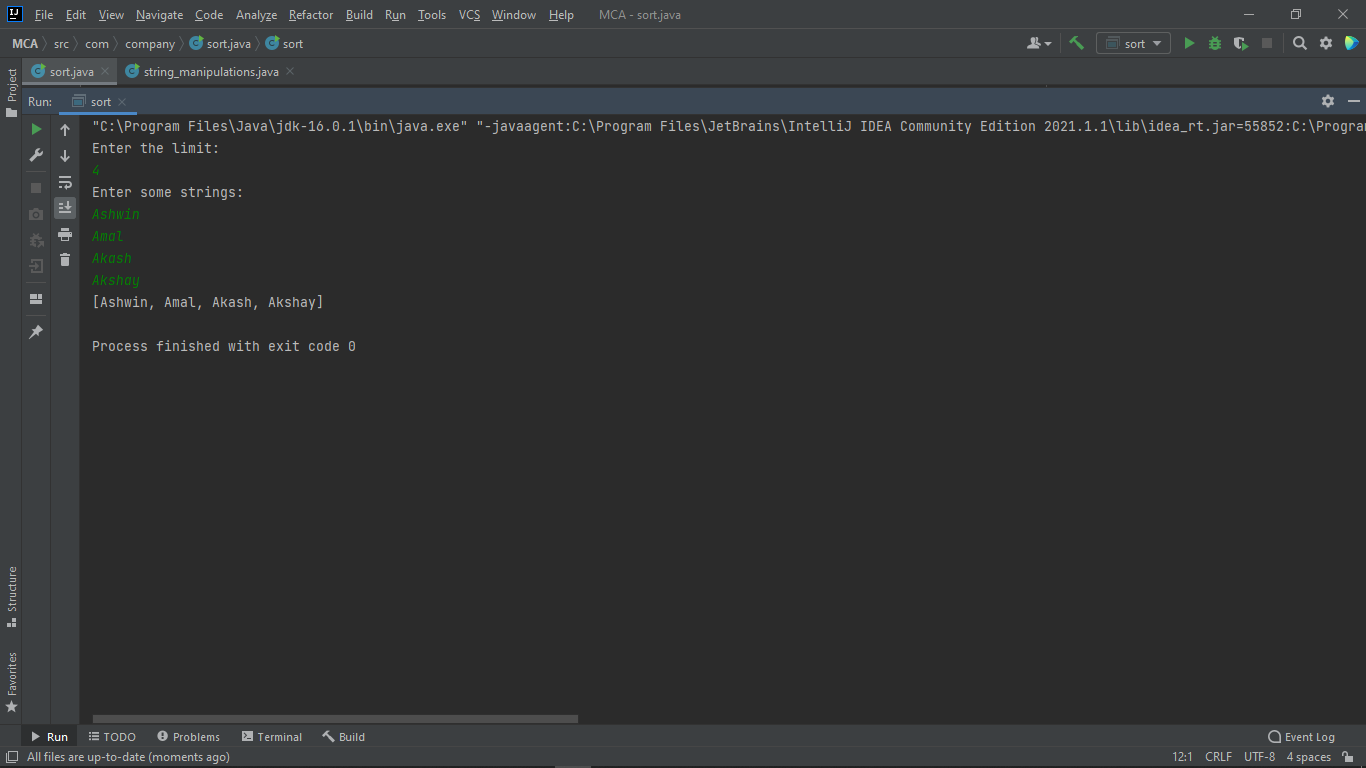 IJ File Edit View Navigate Code Analyze Refactor Build Run Tools VCS Window Help MCA - sort.java
MCA src com company sort.java sort sort
sort.java string_manipulations.java
Project
Run: sort
"C:\Program Files\Java\jdk-16.0.1\bin\java.exe" "-javaagent:C:\Program Files\JetBrains\IntelliJ IDEA Community Edition 2021.1.1\lib\idea_rt.jar=55852:C:\Program
Enter the limit:
4
Enter some strings:
Ashwin
Amal
Akash
Akshay
[Ashwin, Amal, Akash, Akshay]
Process finished with exit code 0
Structure
Favorites
Run TODO Problems Terminal Build Event Log
All files are up-to-date (moments ago) 12:1 CRLF UTF-8 4 spaces